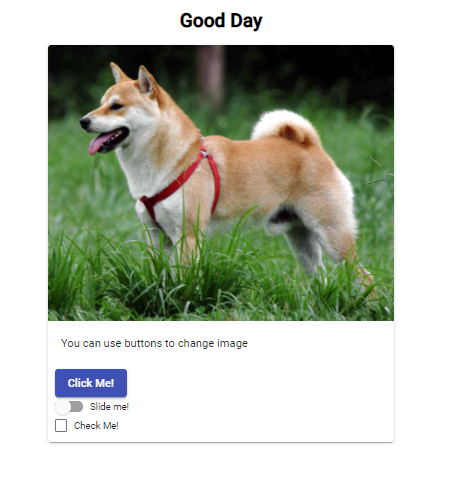 Good Day
You can use buttons to change image
Click Me!
Slide me!
Check Me!